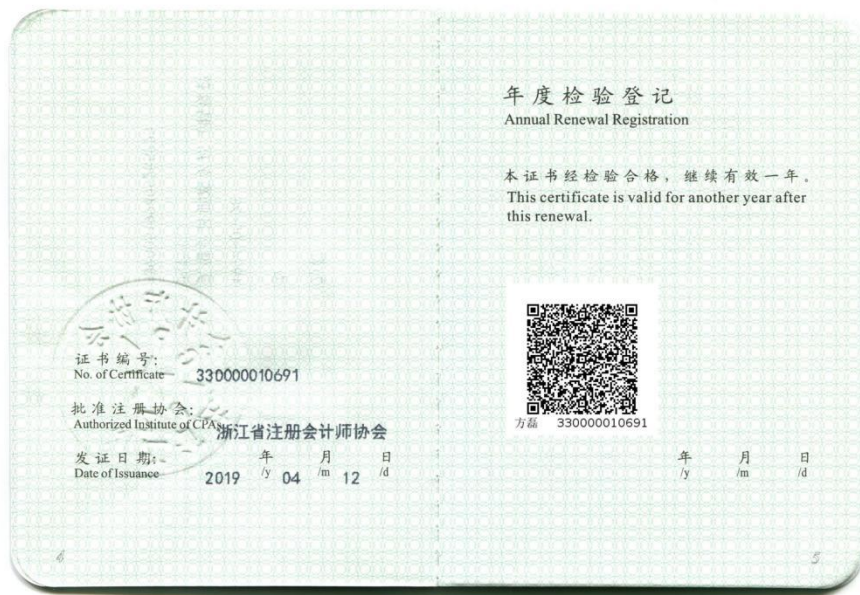 证书编号:
No. of Certificate
330000010691
批准注册协会:
Authorized Institute of CPAs
浙江省注册会计师协会
发证日期:
Date of Issuance
2019 年 /y 04 月 /m 12 日 /d
年度检验登记
Annual Renewal Registration
本证书经检验合格，继续有效一年。
This certificate is valid for another year after
this renewal.
方磊 330000010691
年 月 日
/y /m /d
5